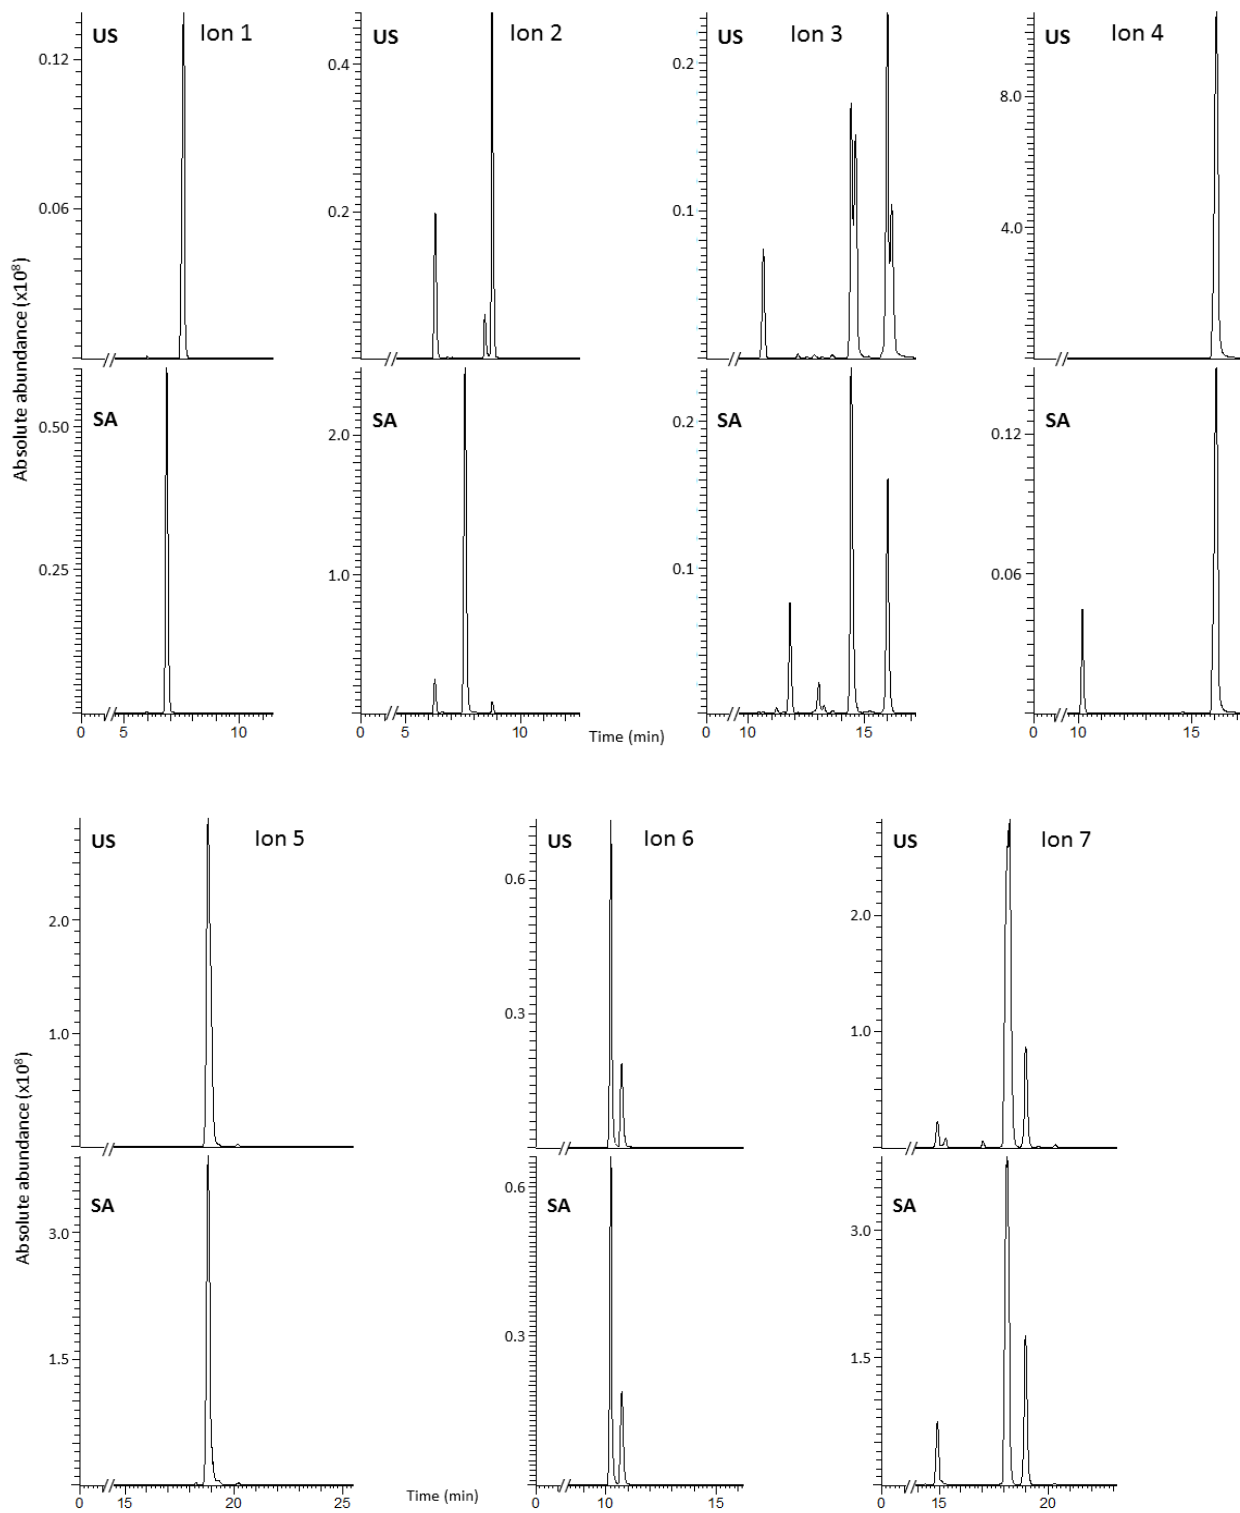 US Ion 1
US Ion 2
US Ion 3
US Ion 4
0.12
0.06
0.4
0.2
0.2
0.1
8.0
4.0
Absolute abundance (x10⁸)
SA
SA
SA
SA
0.50
0.25
2.0
1.0
0.2
0.1
0.12
0.06
0 5 10
0 5 10
0 10 15
0 10 15
Time (min)
US Ion 5
US Ion 6
US Ion 7
2.0
1.0
0.6
0.3
2.0
1.0
Absolute abundance (x10⁸)
SA
SA
SA
3.0
1.5
0.6
0.3
3.0
1.5
0 15 20 25
0 10 15
0 15 20
Time (min)